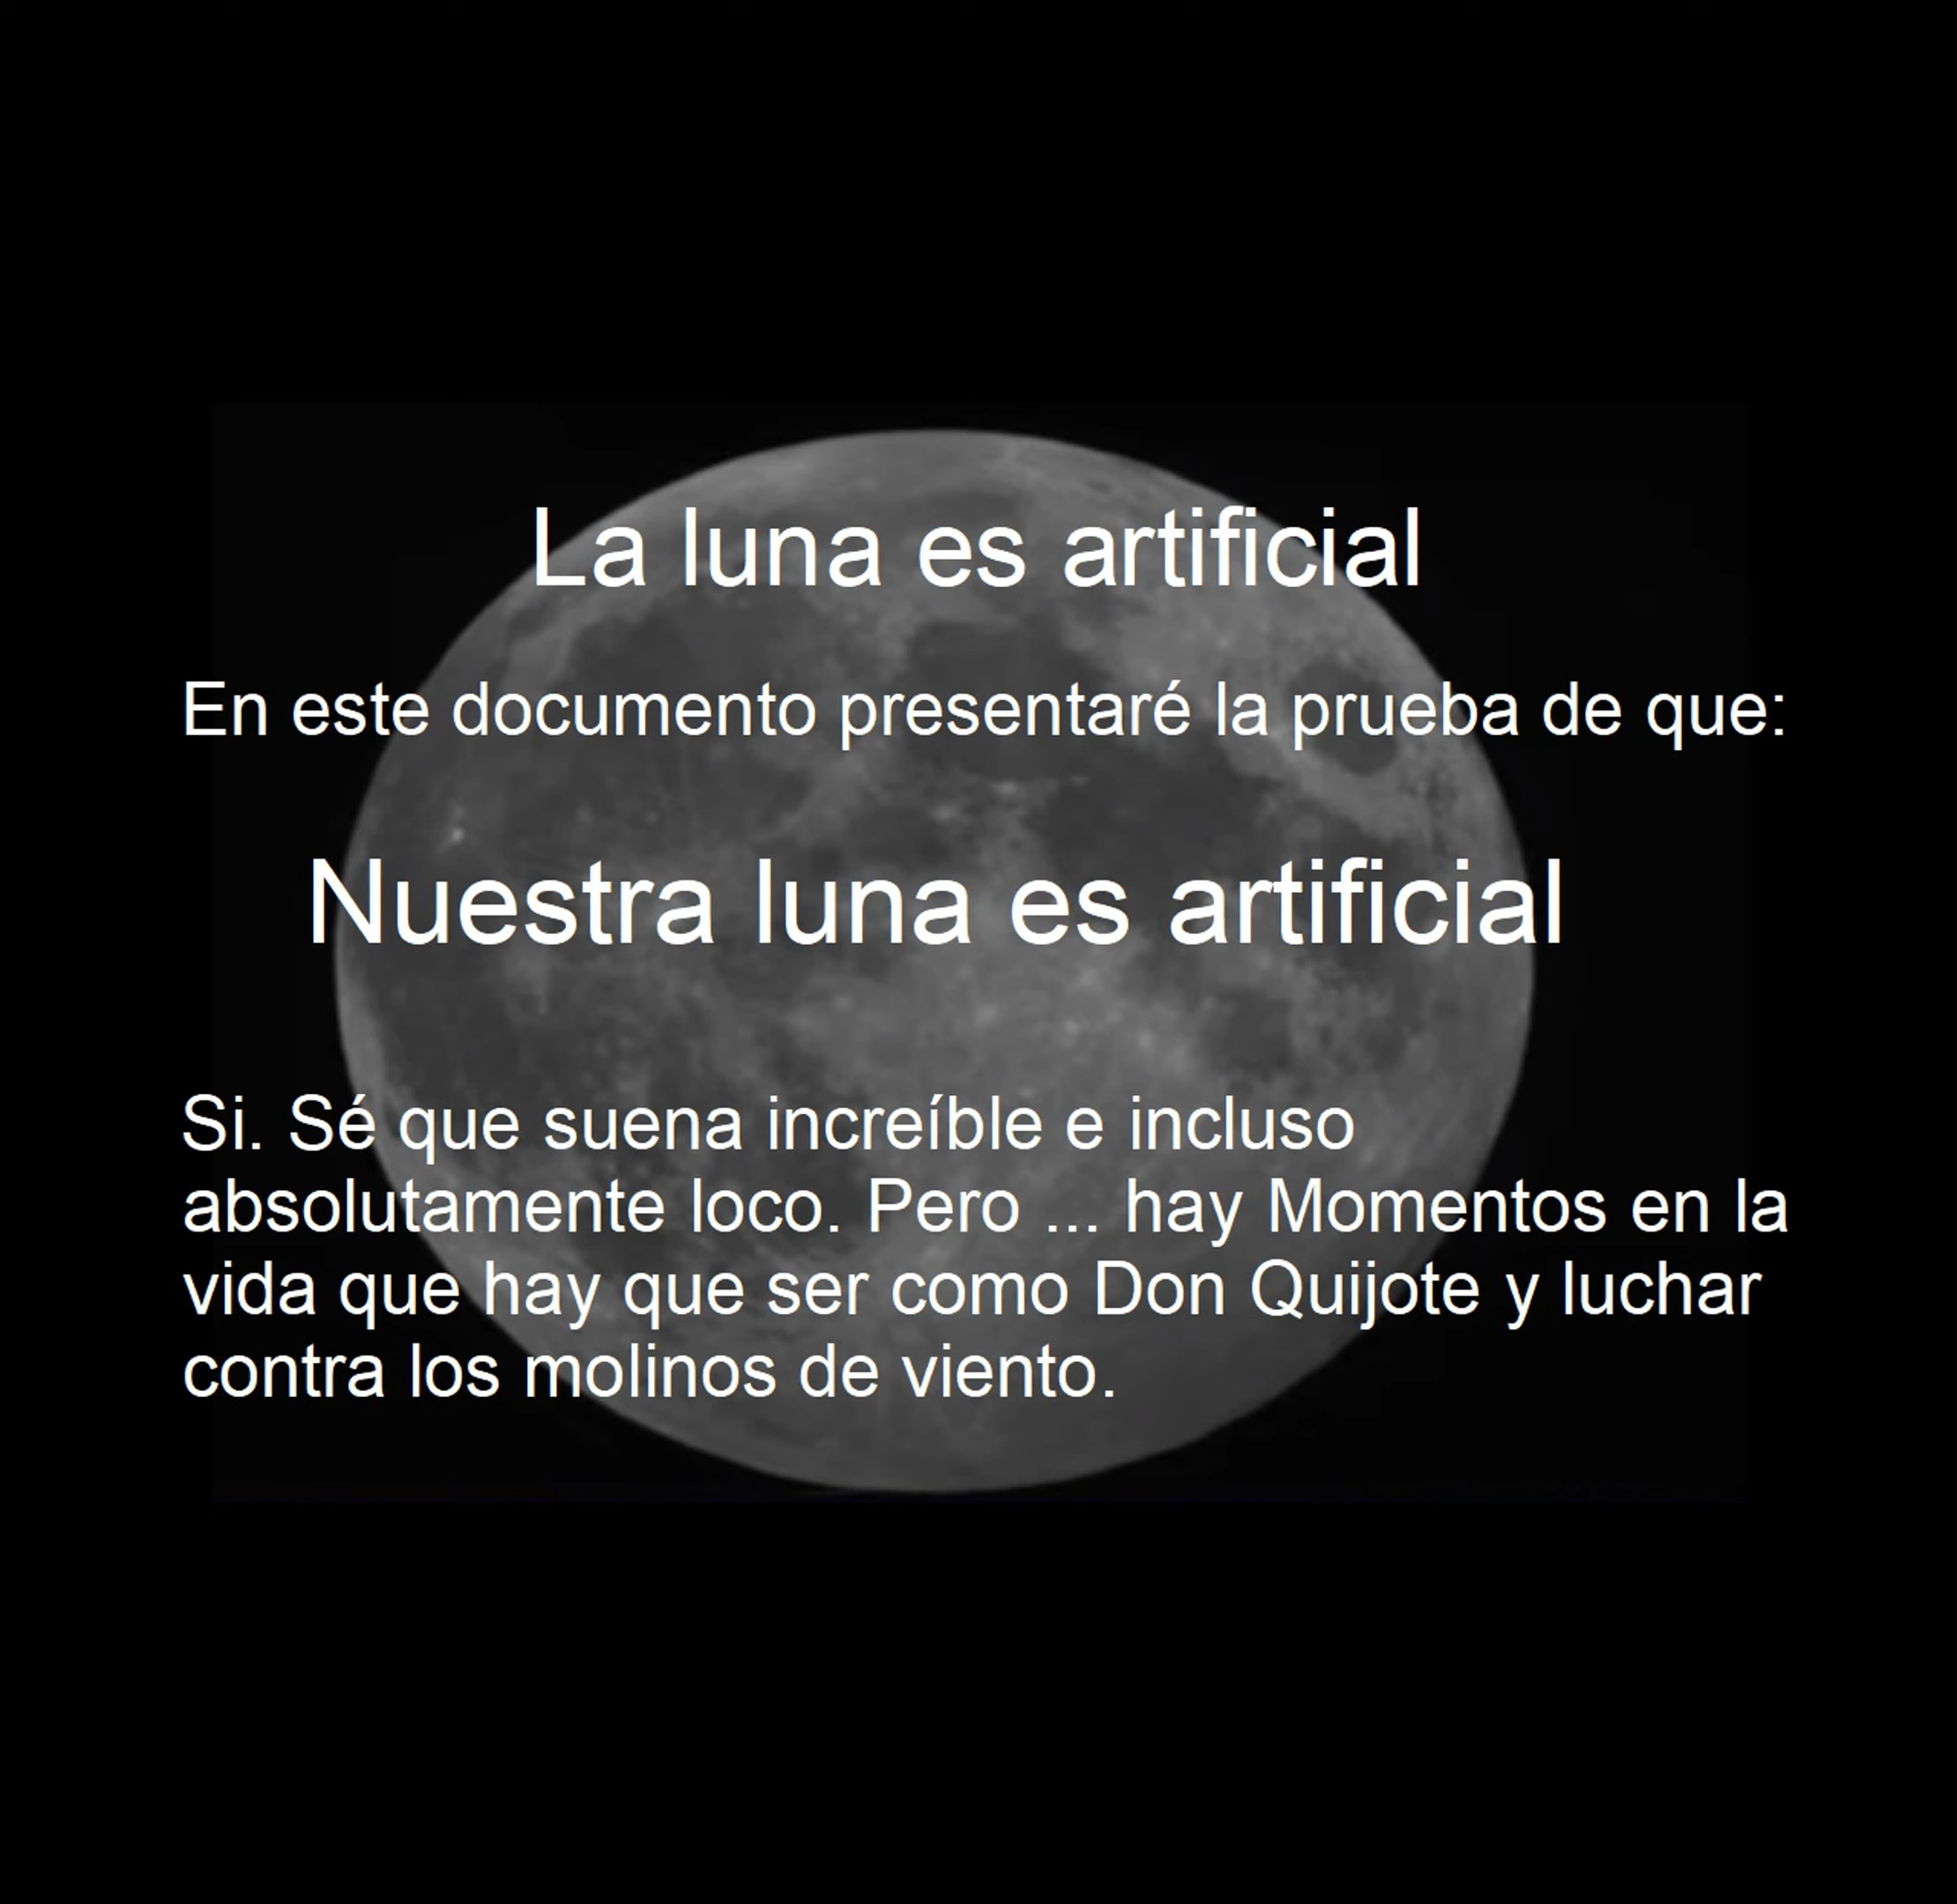 La luna es artificial
En este documento presentaré la prueba de que:
Nuestra luna es artificial
Si. Sé que suena increíble e incluso
absolutamente loco. Pero ... hay Momentos en la
vida que hay que ser como Don Quijote y luchar
contra los molinos de viento.